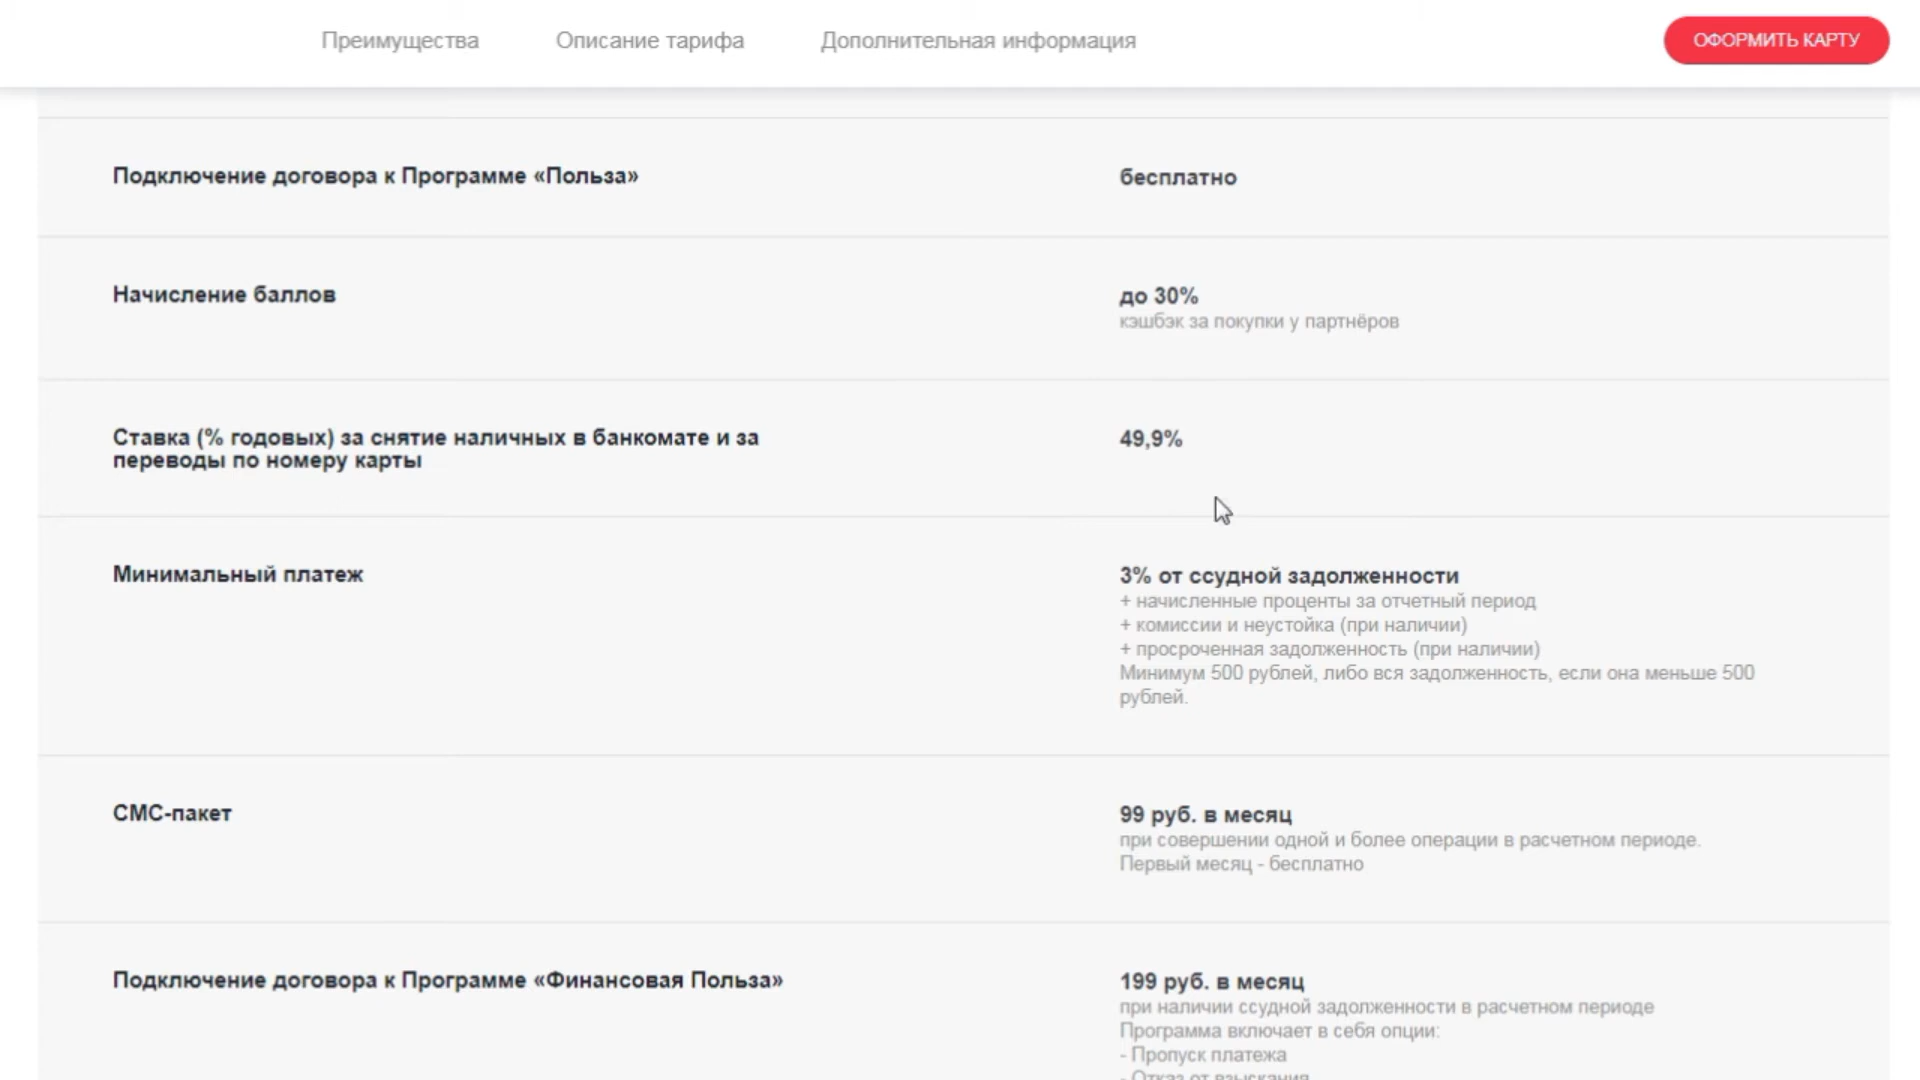 Преимущества
Описание тарифа
Дополнительная информация
ОФОРМИТЬ КАРТУ
Подключение договора к Программе «Польза»
бесплатно
Начисление баллов
до 30%
кэшбэк за покупки у партнёров
Ставка (% годовых) за снятие наличных в банкомате и за
переводы по номеру карты
49,9%
Минимальный платеж
3% от ссудной задолженности
+ начисленные проценты за отчетный период
+ комиссии и неустойка (при наличии)
+ просроченная задолженность (при наличии)
Минимум 500 рублей, либо вся задолженность, если она меньше 500
рублей.
СМС-пакет
99 руб. в месяц
при совершении одной и более операции в расчетном периоде.
Первый месяц - бесплатно
Подключение договора к Программе «Финансовая Польза»
199 руб. в месяц
при наличии ссудной задолженности в расчетном периоде
Программа включает в себя опции:
- Пропуск платежа
- Отказ от взыскания